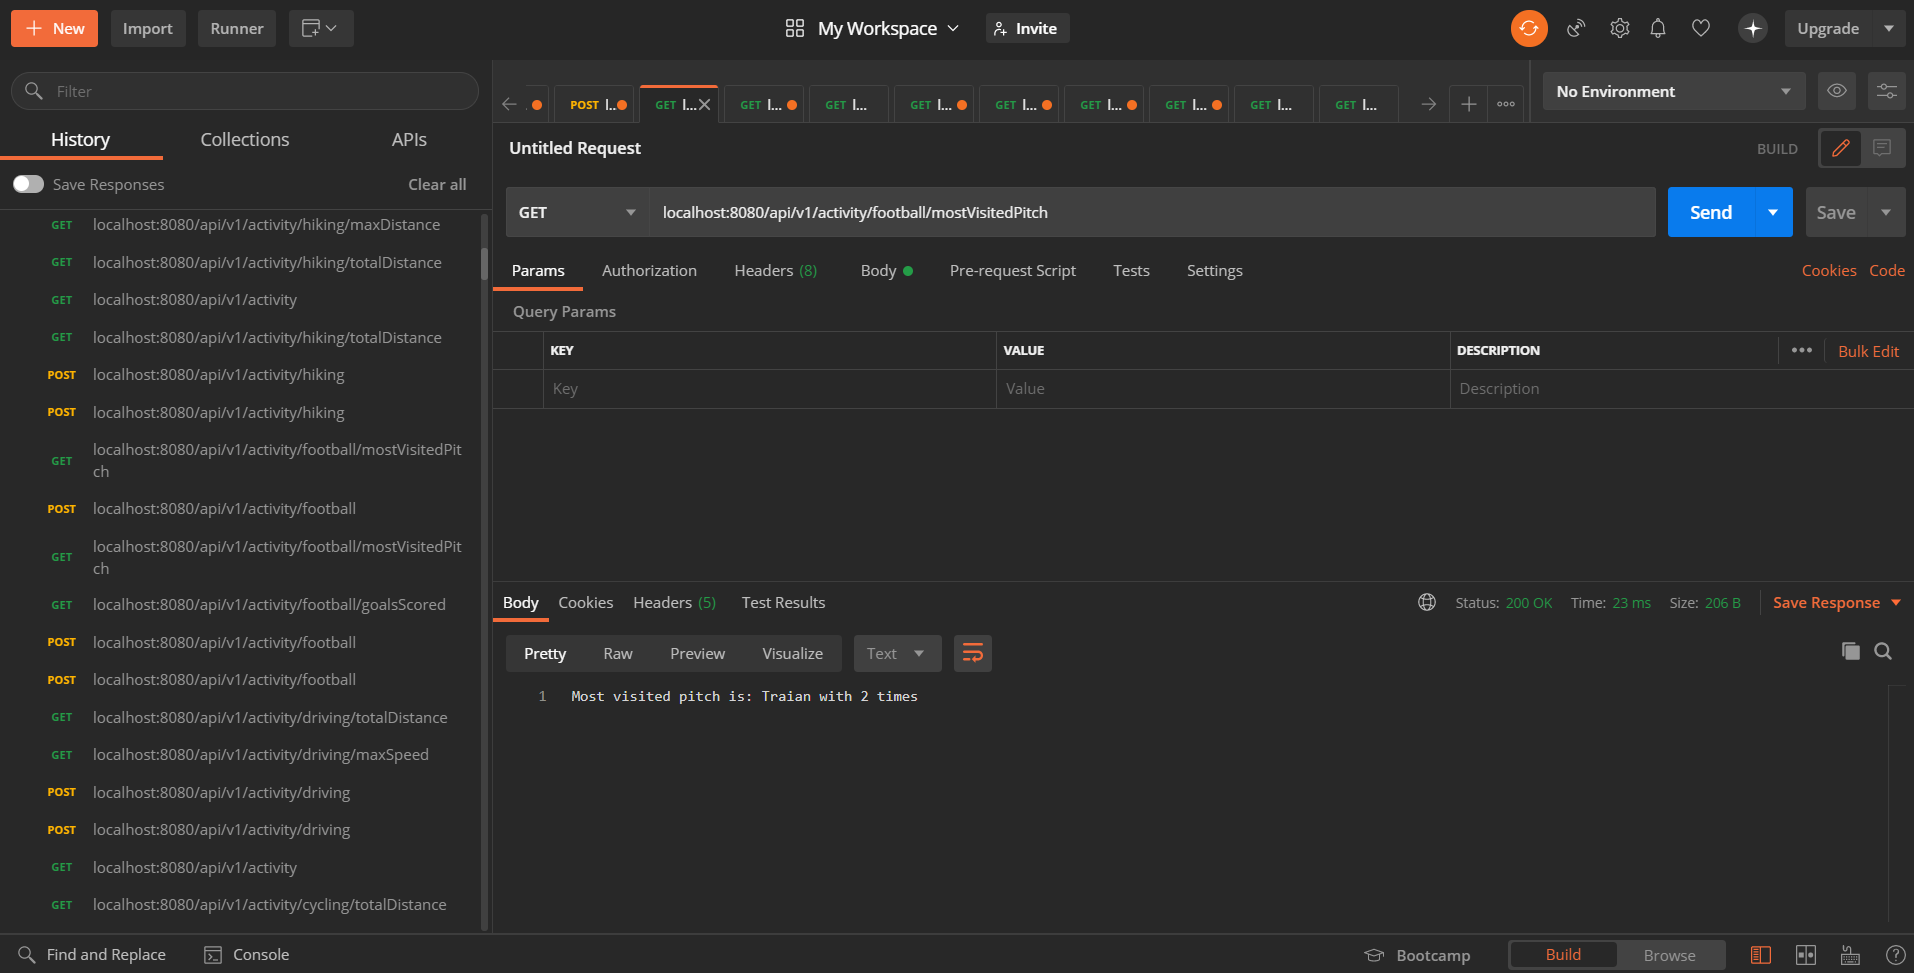 New
Import
Runner
My Workspace
Invite
Upgrade
Filter
History
Collections
APIs
Save Responses
Clear all
GET localhost:8080/api/v1/activity/hiking/maxDistance
GET localhost:8080/api/v1/activity/hiking/totalDistance
GET localhost:8080/api/v1/activity
GET localhost:8080/api/v1/activity/hiking/totalDistance
POST localhost:8080/api/v1/activity/hiking
POST localhost:8080/api/v1/activity/hiking
GET localhost:8080/api/v1/activity/football/mostVisitedPit
ch
POST localhost:8080/api/v1/activity/football
GET localhost:8080/api/v1/activity/football/mostVisitedPit
ch
GET localhost:8080/api/v1/activity/football/goalsScored
POST localhost:8080/api/v1/activity/football
POST localhost:8080/api/v1/activity/football
GET localhost:8080/api/v1/activity/driving/totalDistance
GET localhost:8080/api/v1/activity/driving/maxSpeed
POST localhost:8080/api/v1/activity/driving
POST localhost:8080/api/v1/activity/driving
GET localhost:8080/api/v1/activity
GET localhost:8080/api/v1/activity/cycling/totalDistance
POST l...
GET l...
GET l...
GET l...
GET l...
GET l...
GET l...
GET l...
GET l...
GET l...
No Environment
Untitled Request
BUILD
GET
localhost:8080/api/v1/activity/football/mostVisitedPitch
Send
Save
Params
Authorization
Headers (8)
Body
Pre-request Script
Tests
Settings
Cookies
Code
Query Params
KEY
VALUE
DESCRIPTION
Bulk Edit
Key
Value
Description
Body
Cookies
Headers (5)
Test Results
Status: 200 OK
Time: 23 ms
Size: 206 B
Save Response
Pretty
Raw
Preview
Visualize
Text
1 Most visited pitch is: Traian with 2 times
Find and Replace
Console
Bootcamp
Build
Browse